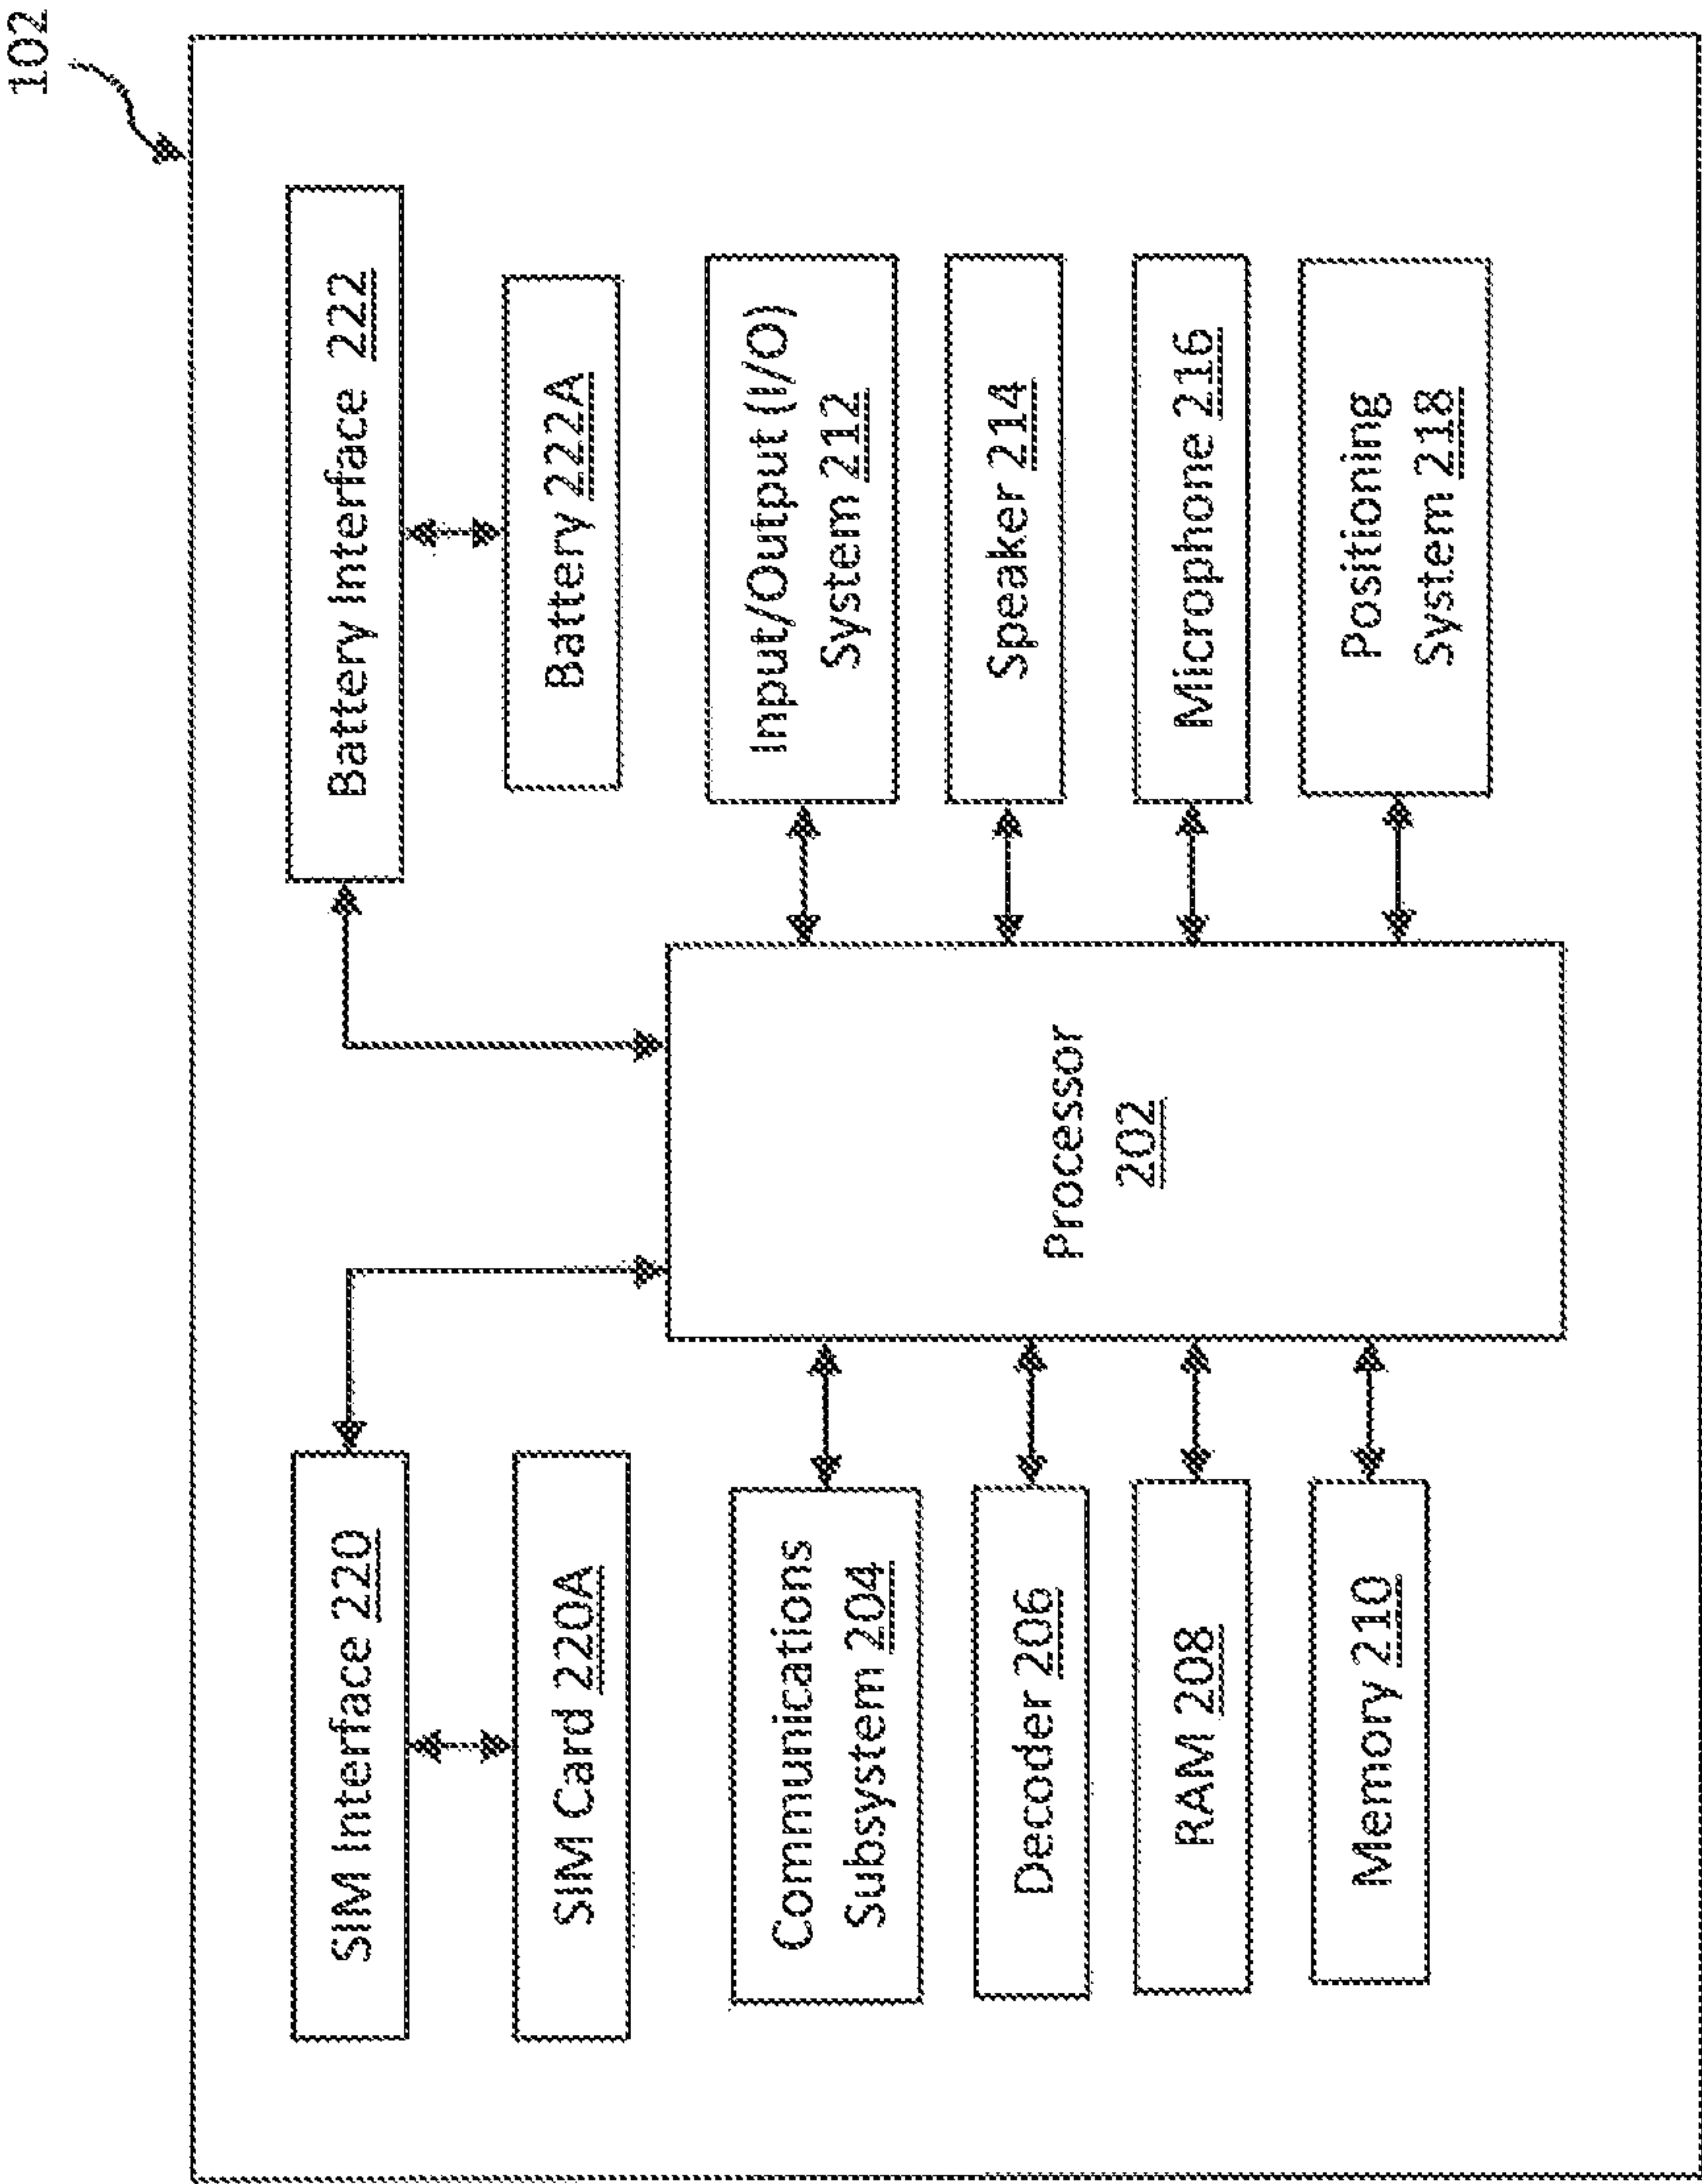 102
SIM Interface 220
Battery Interface 222
SIM Card 220A
Battery 222A
Communications
Subsystem 204
Decoder 206
RAM 208
Memory 210
Processor
202
Input/Output (I/O)
System 212
Speaker 214
Microphone 216
Positioning
System 218